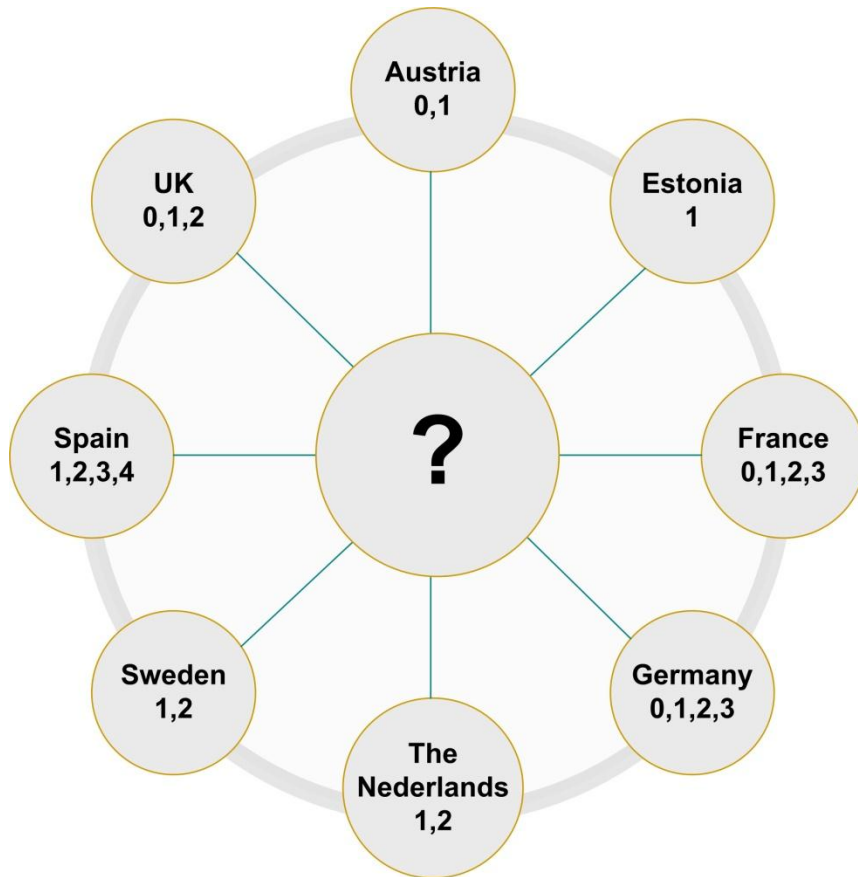 Austria
0,1
UK
0,1,2
Estonia
1
Spain
1,2,3,4
?
France
0,1,2,3
Sweden
1,2
Germany
0,1,2,3
The
Nederlands
1,2